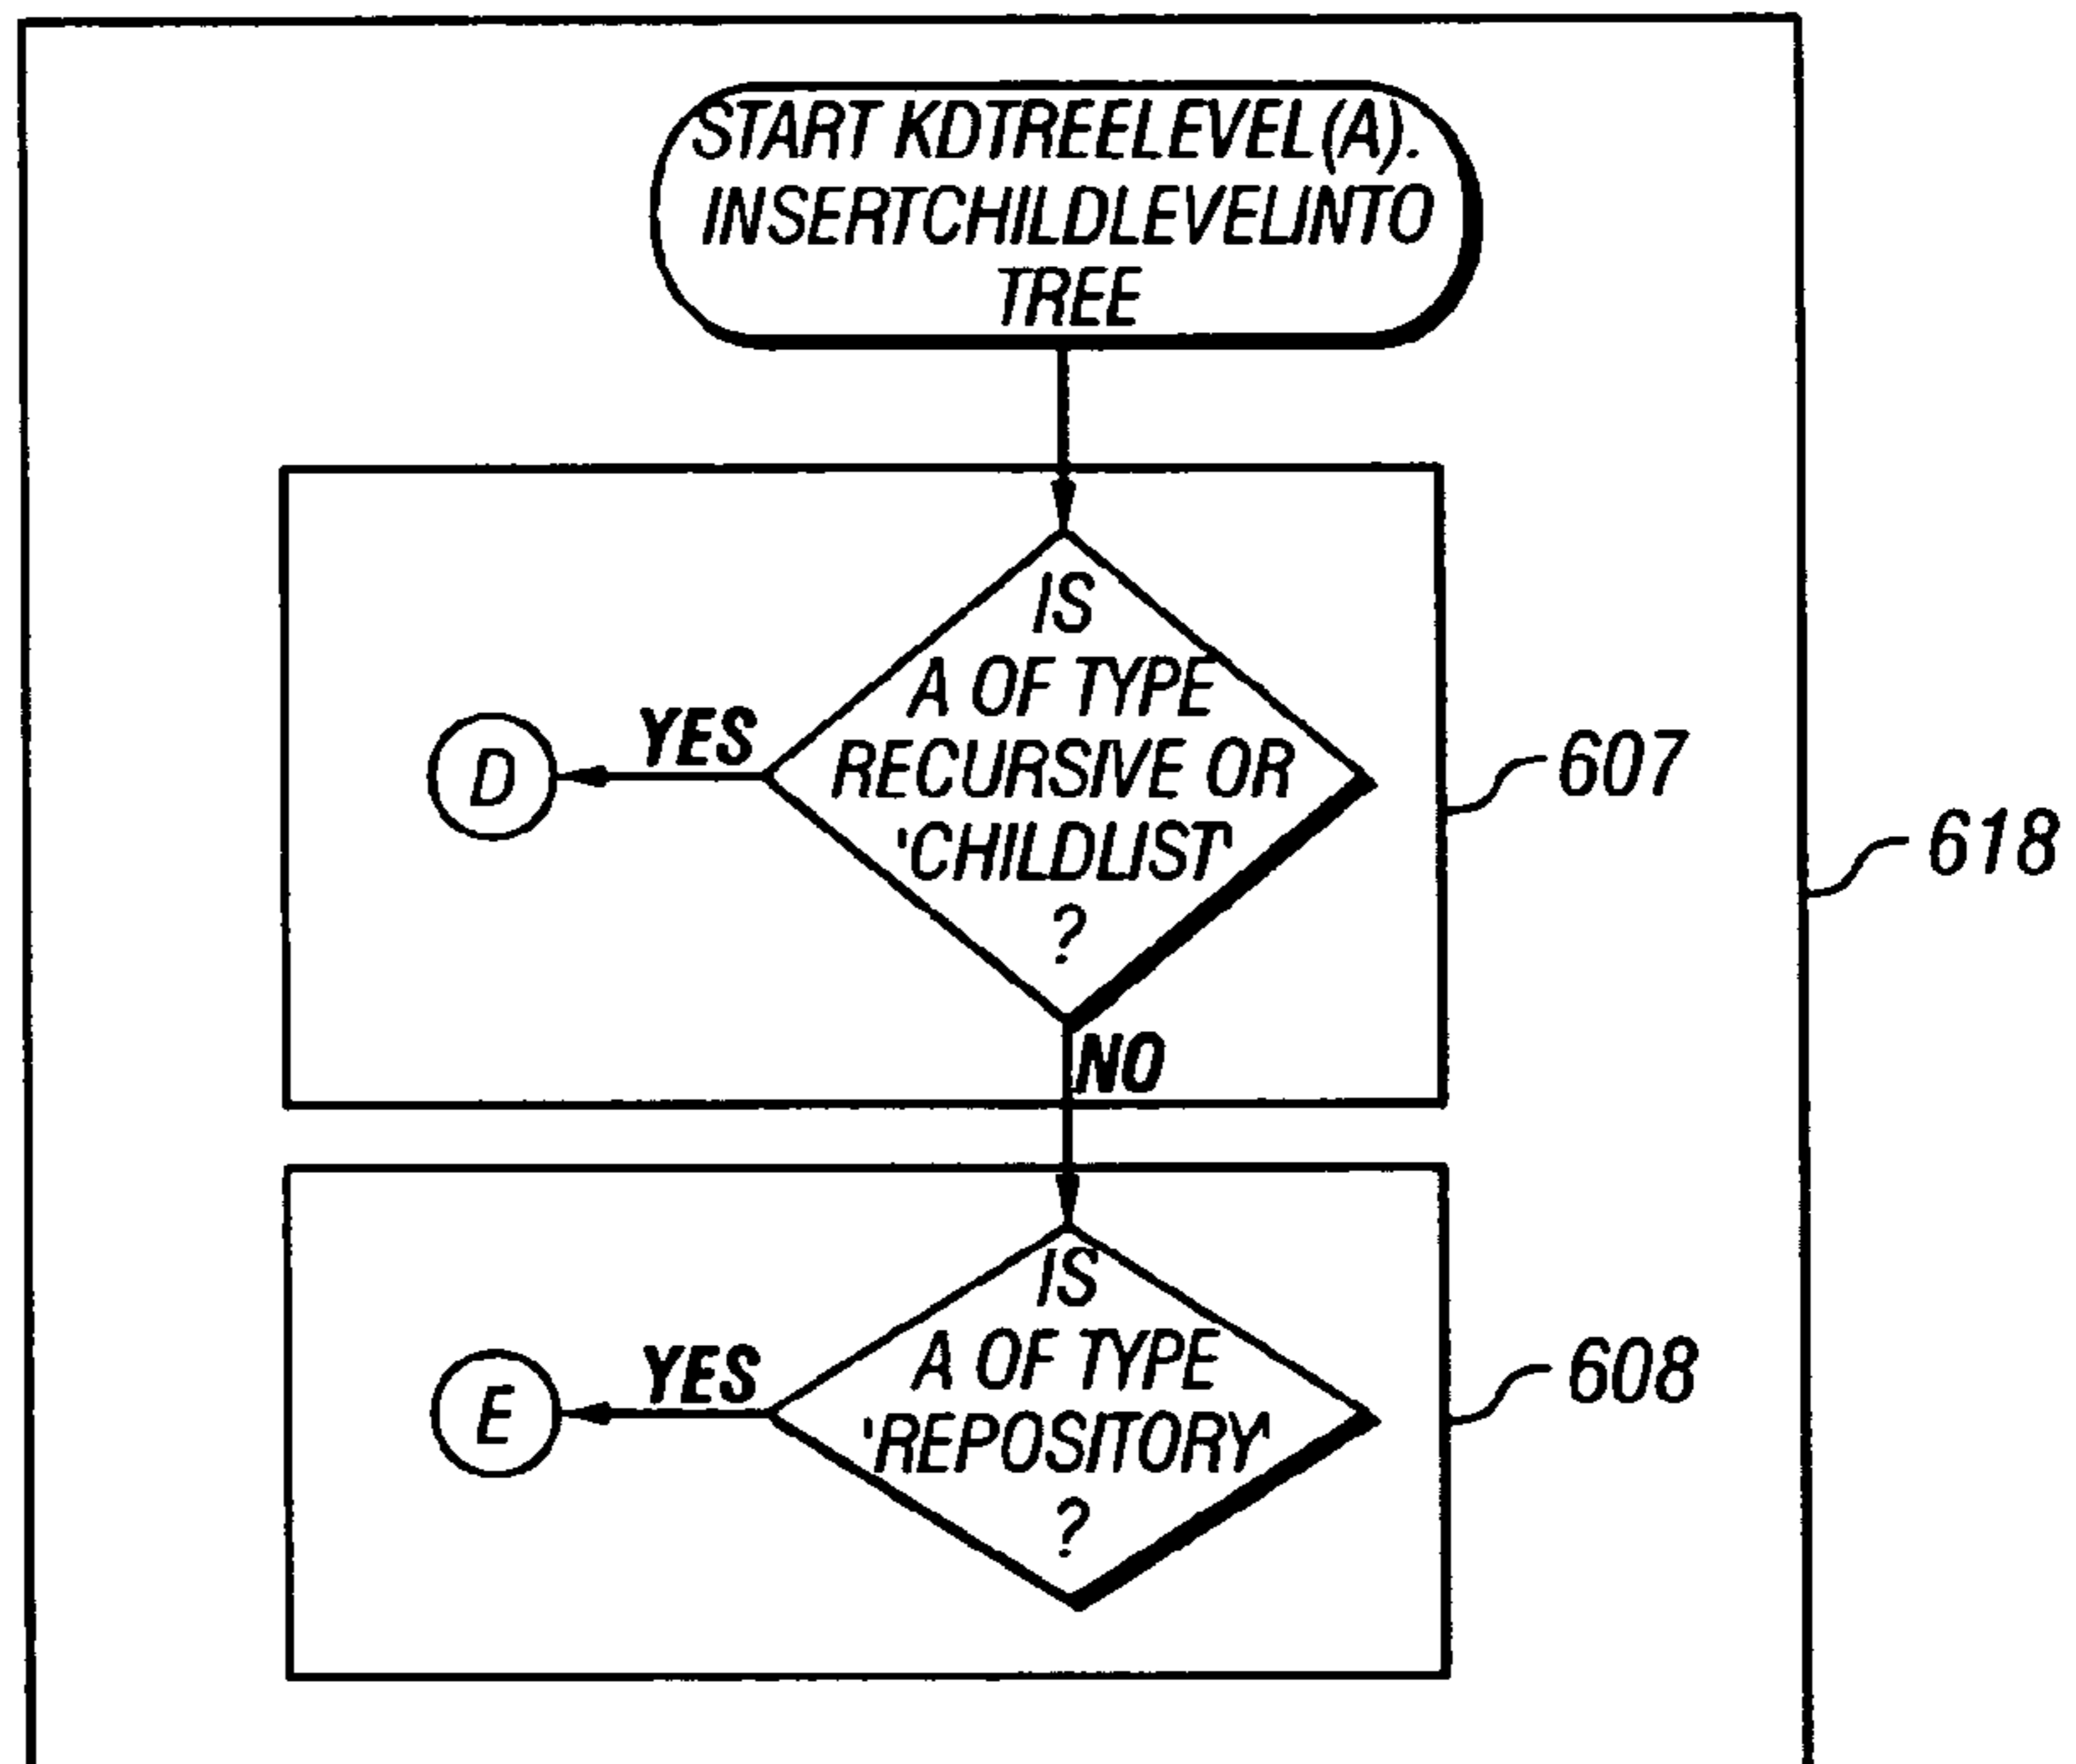 START KDTREELEVEL(A).
INSERTCHILDLEVELINTO
TREE
IS
A OF TYPE
RECURSIVE OR
'CHILDLIST'
?
YES
D
607
618
NO
IS
A OF TYPE
'REPOSITORY'
?
YES
E
608